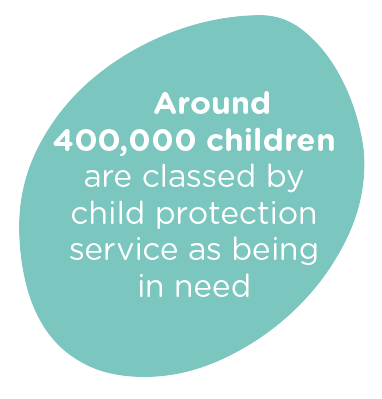 Around
400,000 children
are classed by
child protection
service as being
in need